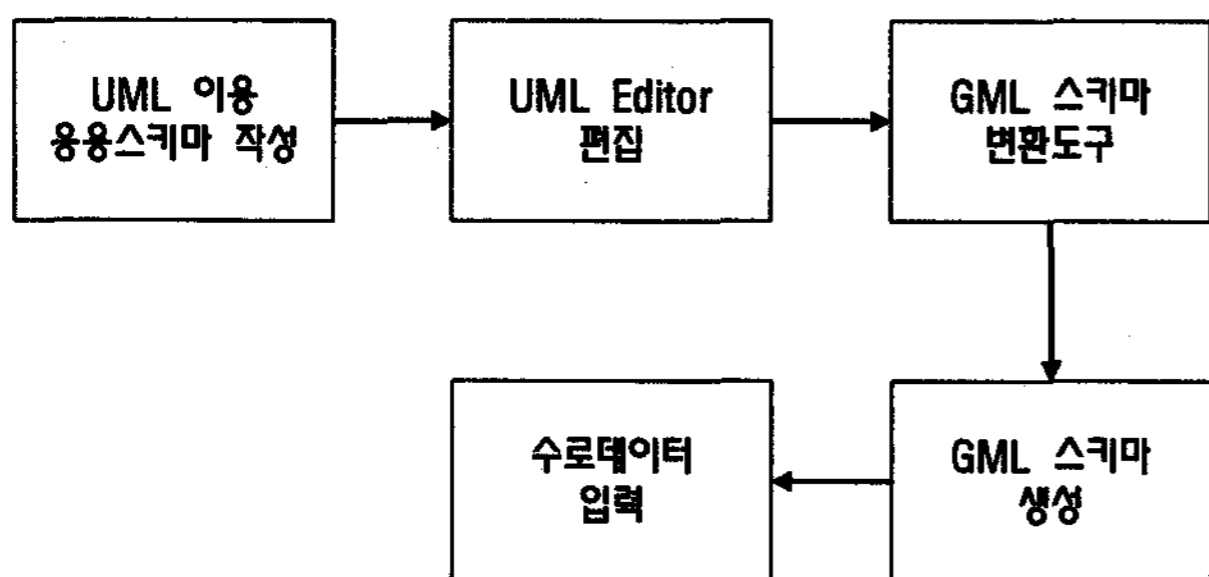 UML 이용
응용스키마 작성
UML Editor
편집
GML 스키마
변환도구
수로데이터
입력
GML 스키마
생성